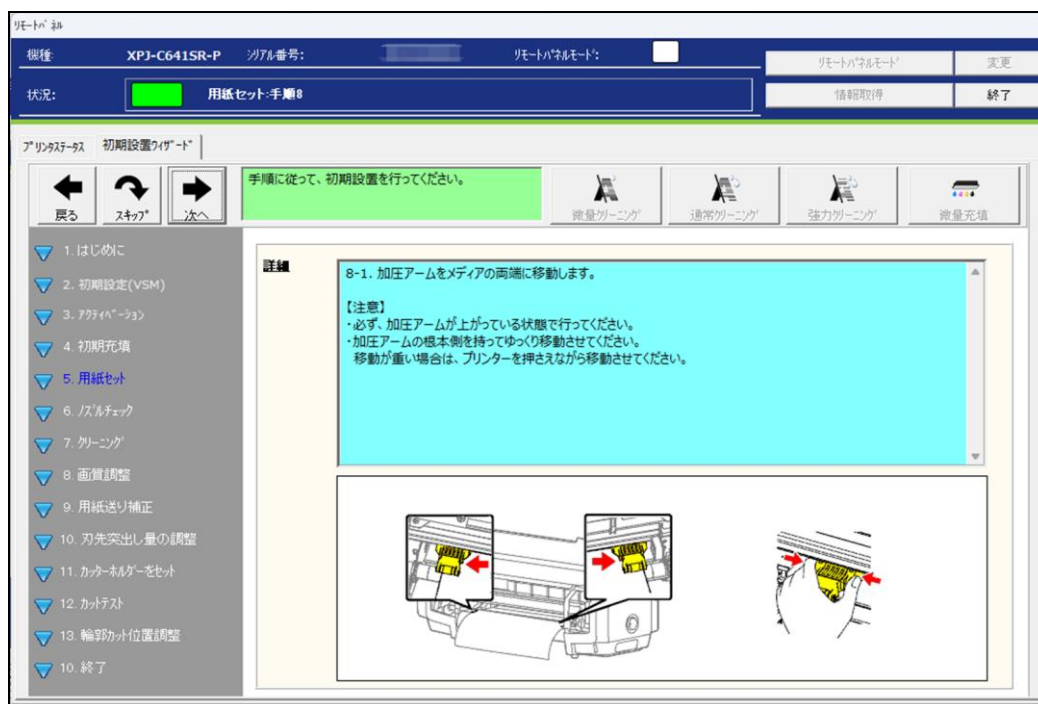 リモートパネル
機種:
XPJ-C641SR-P
シリアル番号:
リモートパネルモード:
リモートパネルモード
変更
状況:
用紙セット:手順8
情報取得
終了
プリンタステータス
初期設置ウィザード
戻る
スキップ
次へ
手順に従って、初期設置を行ってください。
微量クリーニング
通常クリーニング
強力クリーニング
微量充填
1. はじめに
2. 初期設定(VSM)
3. アクティベーション
4. 初期充填
5. 用紙セット
6. ノズルチェック
7. クリーニング
8. 画質調整
9. 用紙送り補正
10. 刃先突出し量の調整
11. カッターホルダーをセット
12. カットテスト
13. 輪郭カット位置調整
10. 終了
詳細
8-1. 加圧アームをメディアの両端に移動します。
【注意】
・必ず、加圧アームが上がっている状態で行ってください。
・加圧アームの根本側を持ってゆっくり移動させてください。
移動が重い場合は、プリンターを押さえながら移動させてください。